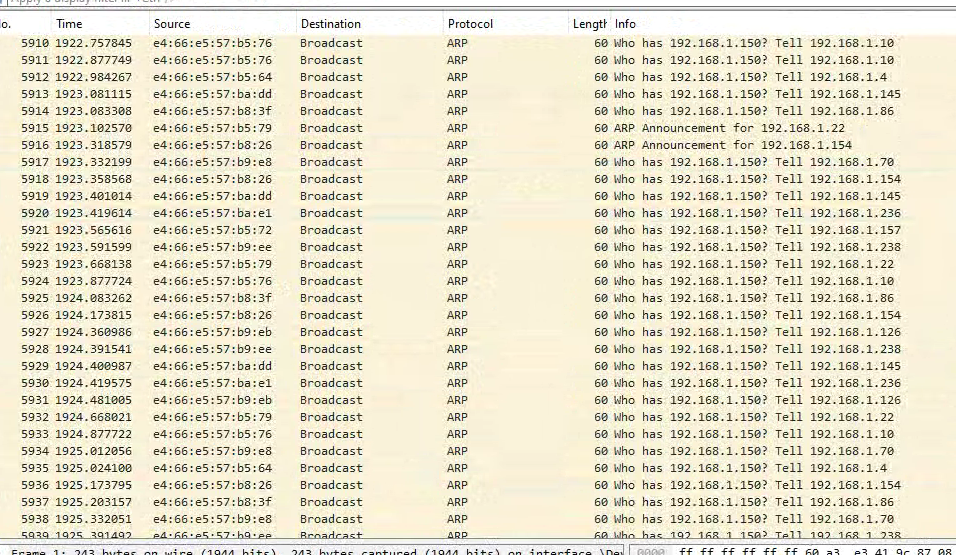 o. Time Source Destination Protocol Length Info
5910 1922.757845 e4:66:e5:57:b5:76 Broadcast ARP 60 Who has 192.168.1.150? Tell 192.168.1.10
5911 1922.877749 e4:66:e5:57:b5:76 Broadcast ARP 60 Who has 192.168.1.150? Tell 192.168.1.10
5912 1922.984267 e4:66:e5:57:b5:64 Broadcast ARP 60 Who has 192.168.1.150? Tell 192.168.1.4
5913 1923.081115 e4:66:e5:57:ba:dd Broadcast ARP 60 Who has 192.168.1.150? Tell 192.168.1.145
5914 1923.083308 e4:66:e5:57:b8:3f Broadcast ARP 60 Who has 192.168.1.150? Tell 192.168.1.86
5915 1923.102570 e4:66:e5:57:b5:79 Broadcast ARP 60 ARP Announcement for 192.168.1.22
5916 1923.318579 e4:66:e5:57:b8:26 Broadcast ARP 60 ARP Announcement for 192.168.1.154
5917 1923.332199 e4:66:e5:57:b9:e8 Broadcast ARP 60 Who has 192.168.1.150? Tell 192.168.1.70
5918 1923.358568 e4:66:e5:57:b8:26 Broadcast ARP 60 Who has 192.168.1.150? Tell 192.168.1.154
5919 1923.401014 e4:66:e5:57:ba:dd Broadcast ARP 60 Who has 192.168.1.150? Tell 192.168.1.145
5920 1923.419614 e4:66:e5:57:ba:e1 Broadcast ARP 60 Who has 192.168.1.150? Tell 192.168.1.236
5921 1923.565616 e4:66:e5:57:b5:72 Broadcast ARP 60 Who has 192.168.1.150? Tell 192.168.1.157
5922 1923.591599 e4:66:e5:57:b9:ee Broadcast ARP 60 Who has 192.168.1.150? Tell 192.168.1.238
5923 1923.668138 e4:66:e5:57:b5:79 Broadcast ARP 60 Who has 192.168.1.150? Tell 192.168.1.22
5924 1923.877724 e4:66:e5:57:b5:76 Broadcast ARP 60 Who has 192.168.1.150? Tell 192.168.1.10
5925 1924.083262 e4:66:e5:57:b8:3f Broadcast ARP 60 Who has 192.168.1.150? Tell 192.168.1.86
5926 1924.173815 e4:66:e5:57:b8:26 Broadcast ARP 60 Who has 192.168.1.150? Tell 192.168.1.154
5927 1924.360986 e4:66:e5:57:b9:eb Broadcast ARP 60 Who has 192.168.1.150? Tell 192.168.1.126
5928 1924.391541 e4:66:e5:57:b9:ee Broadcast ARP 60 Who has 192.168.1.150? Tell 192.168.1.238
5929 1924.400987 e4:66:e5:57:ba:dd Broadcast ARP 60 Who has 192.168.1.150? Tell 192.168.1.145
5930 1924.419575 e4:66:e5:57:ba:e1 Broadcast ARP 60 Who has 192.168.1.150? Tell 192.168.1.236
5931 1924.481005 e4:66:e5:57:b9:eb Broadcast ARP 60 Who has 192.168.1.150? Tell 192.168.1.126
5932 1924.668021 e4:66:e5:57:b5:79 Broadcast ARP 60 Who has 192.168.1.150? Tell 192.168.1.22
5933 1924.877722 e4:66:e5:57:b5:76 Broadcast ARP 60 Who has 192.168.1.150? Tell 192.168.1.10
5934 1925.012056 e4:66:e5:57:b9:e8 Broadcast ARP 60 Who has 192.168.1.150? Tell 192.168.1.70
5935 1925.024100 e4:66:e5:57:b5:64 Broadcast ARP 60 Who has 192.168.1.150? Tell 192.168.1.4
5936 1925.173795 e4:66:e5:57:b8:26 Broadcast ARP 60 Who has 192.168.1.150? Tell 192.168.1.154
5937 1925.203157 e4:66:e5:57:b8:3f Broadcast ARP 60 Who has 192.168.1.150? Tell 192.168.1.86
5938 1925.332051 e4:66:e5:57:b9:e8 Broadcast ARP 60 Who has 192.168.1.150? Tell 192.168.1.70
5939 1925.391492 e4:66:e5:57:b9:ee Broadcast ARP 60 Who has 192.168.1.150? Tell 192.168.1.238
Frame 1: 243 bytes on wire (1944 bits), 243 bytes captured (1944 bits) on interface \De 0000 ff ff ff ff ff ff 60 a3 e3 41 9c 87 08